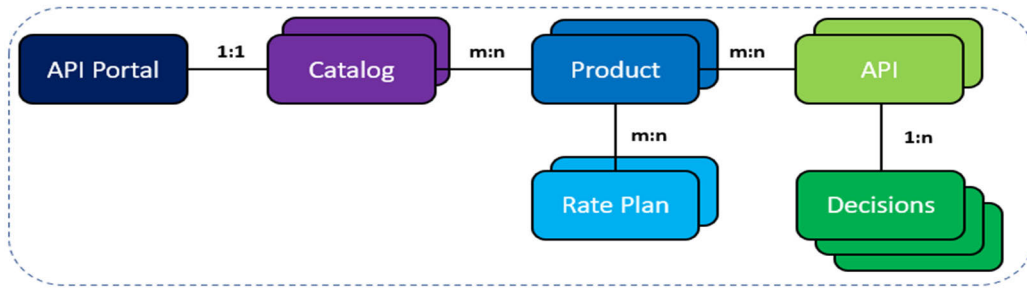 API Portal
1:1
Catalog
m:n
Product
m:n
API
m:n
1:n
Rate Plan
Decisions